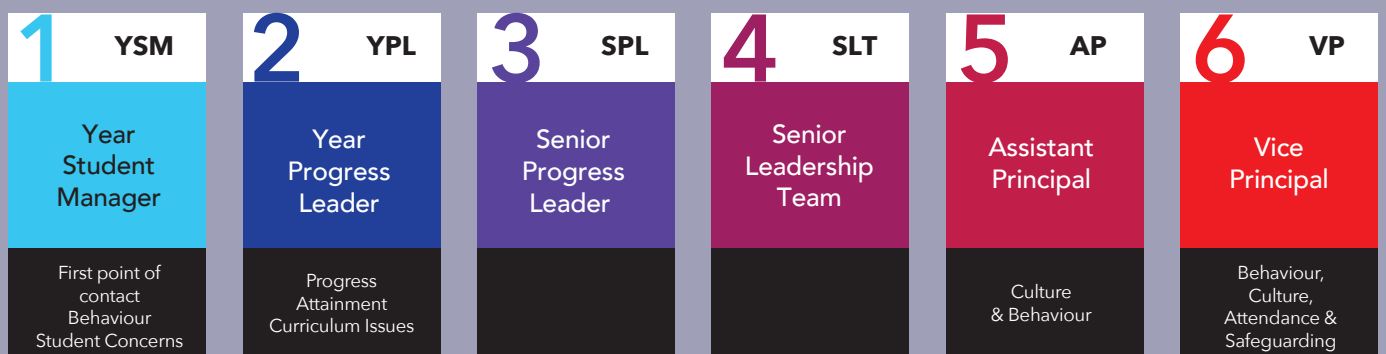 1 YSM
Year
Student
Manager
First point of
contact
Behaviour
Student Concerns
2 YPL
Year
Progress
Leader
Progress
Attainment
Curriculum Issues
3 SPL
Senior
Progress
Leader
4 SLT
Senior
Leadership
Team
5 AP
Assistant
Principal
Culture
& Behaviour
6 VP
Vice
Principal
Behaviour,
Culture,
Attendance &
Safeguarding